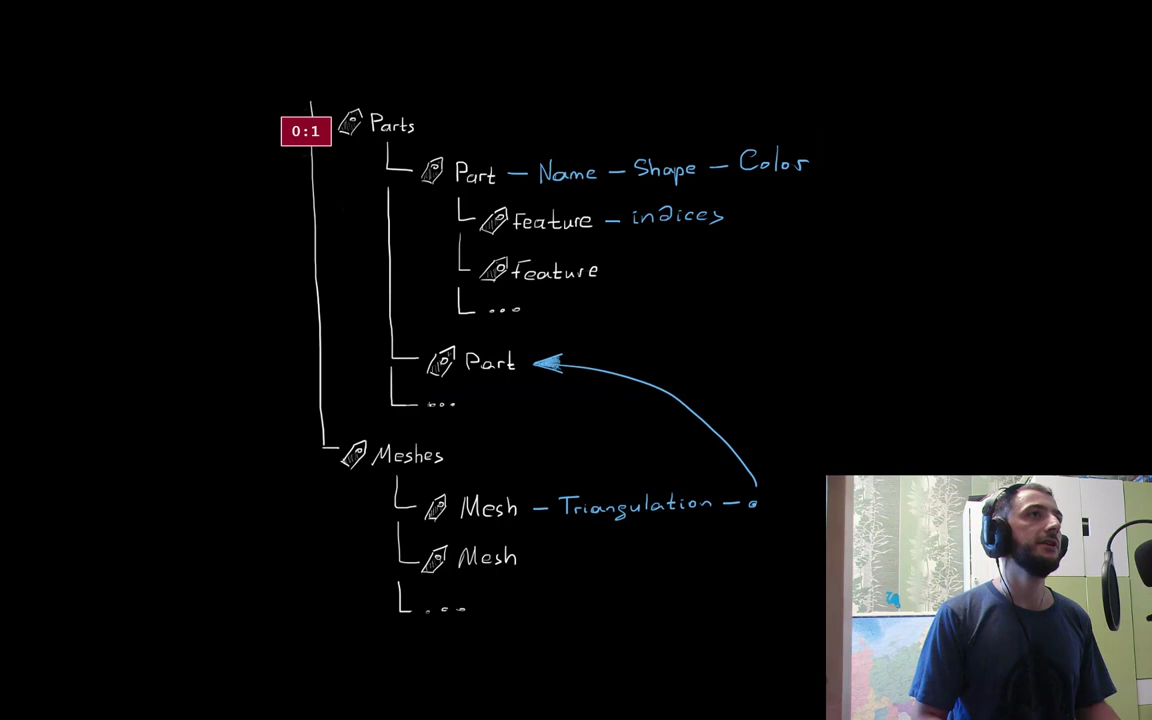 0:1 Parts
Part — Name — Shape — Color
Feature — indices
Feature
...
Part
...
Meshes
Mesh — Triangulation —
Mesh
...